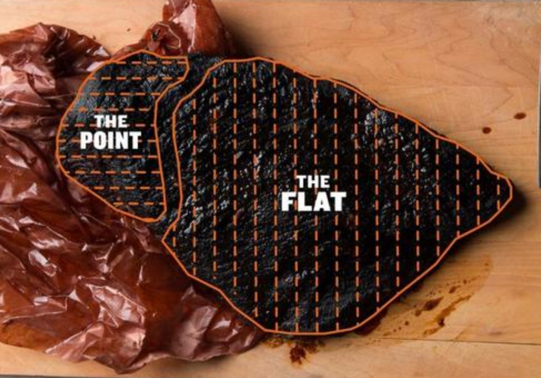 THE
POINT
THE
FLAT